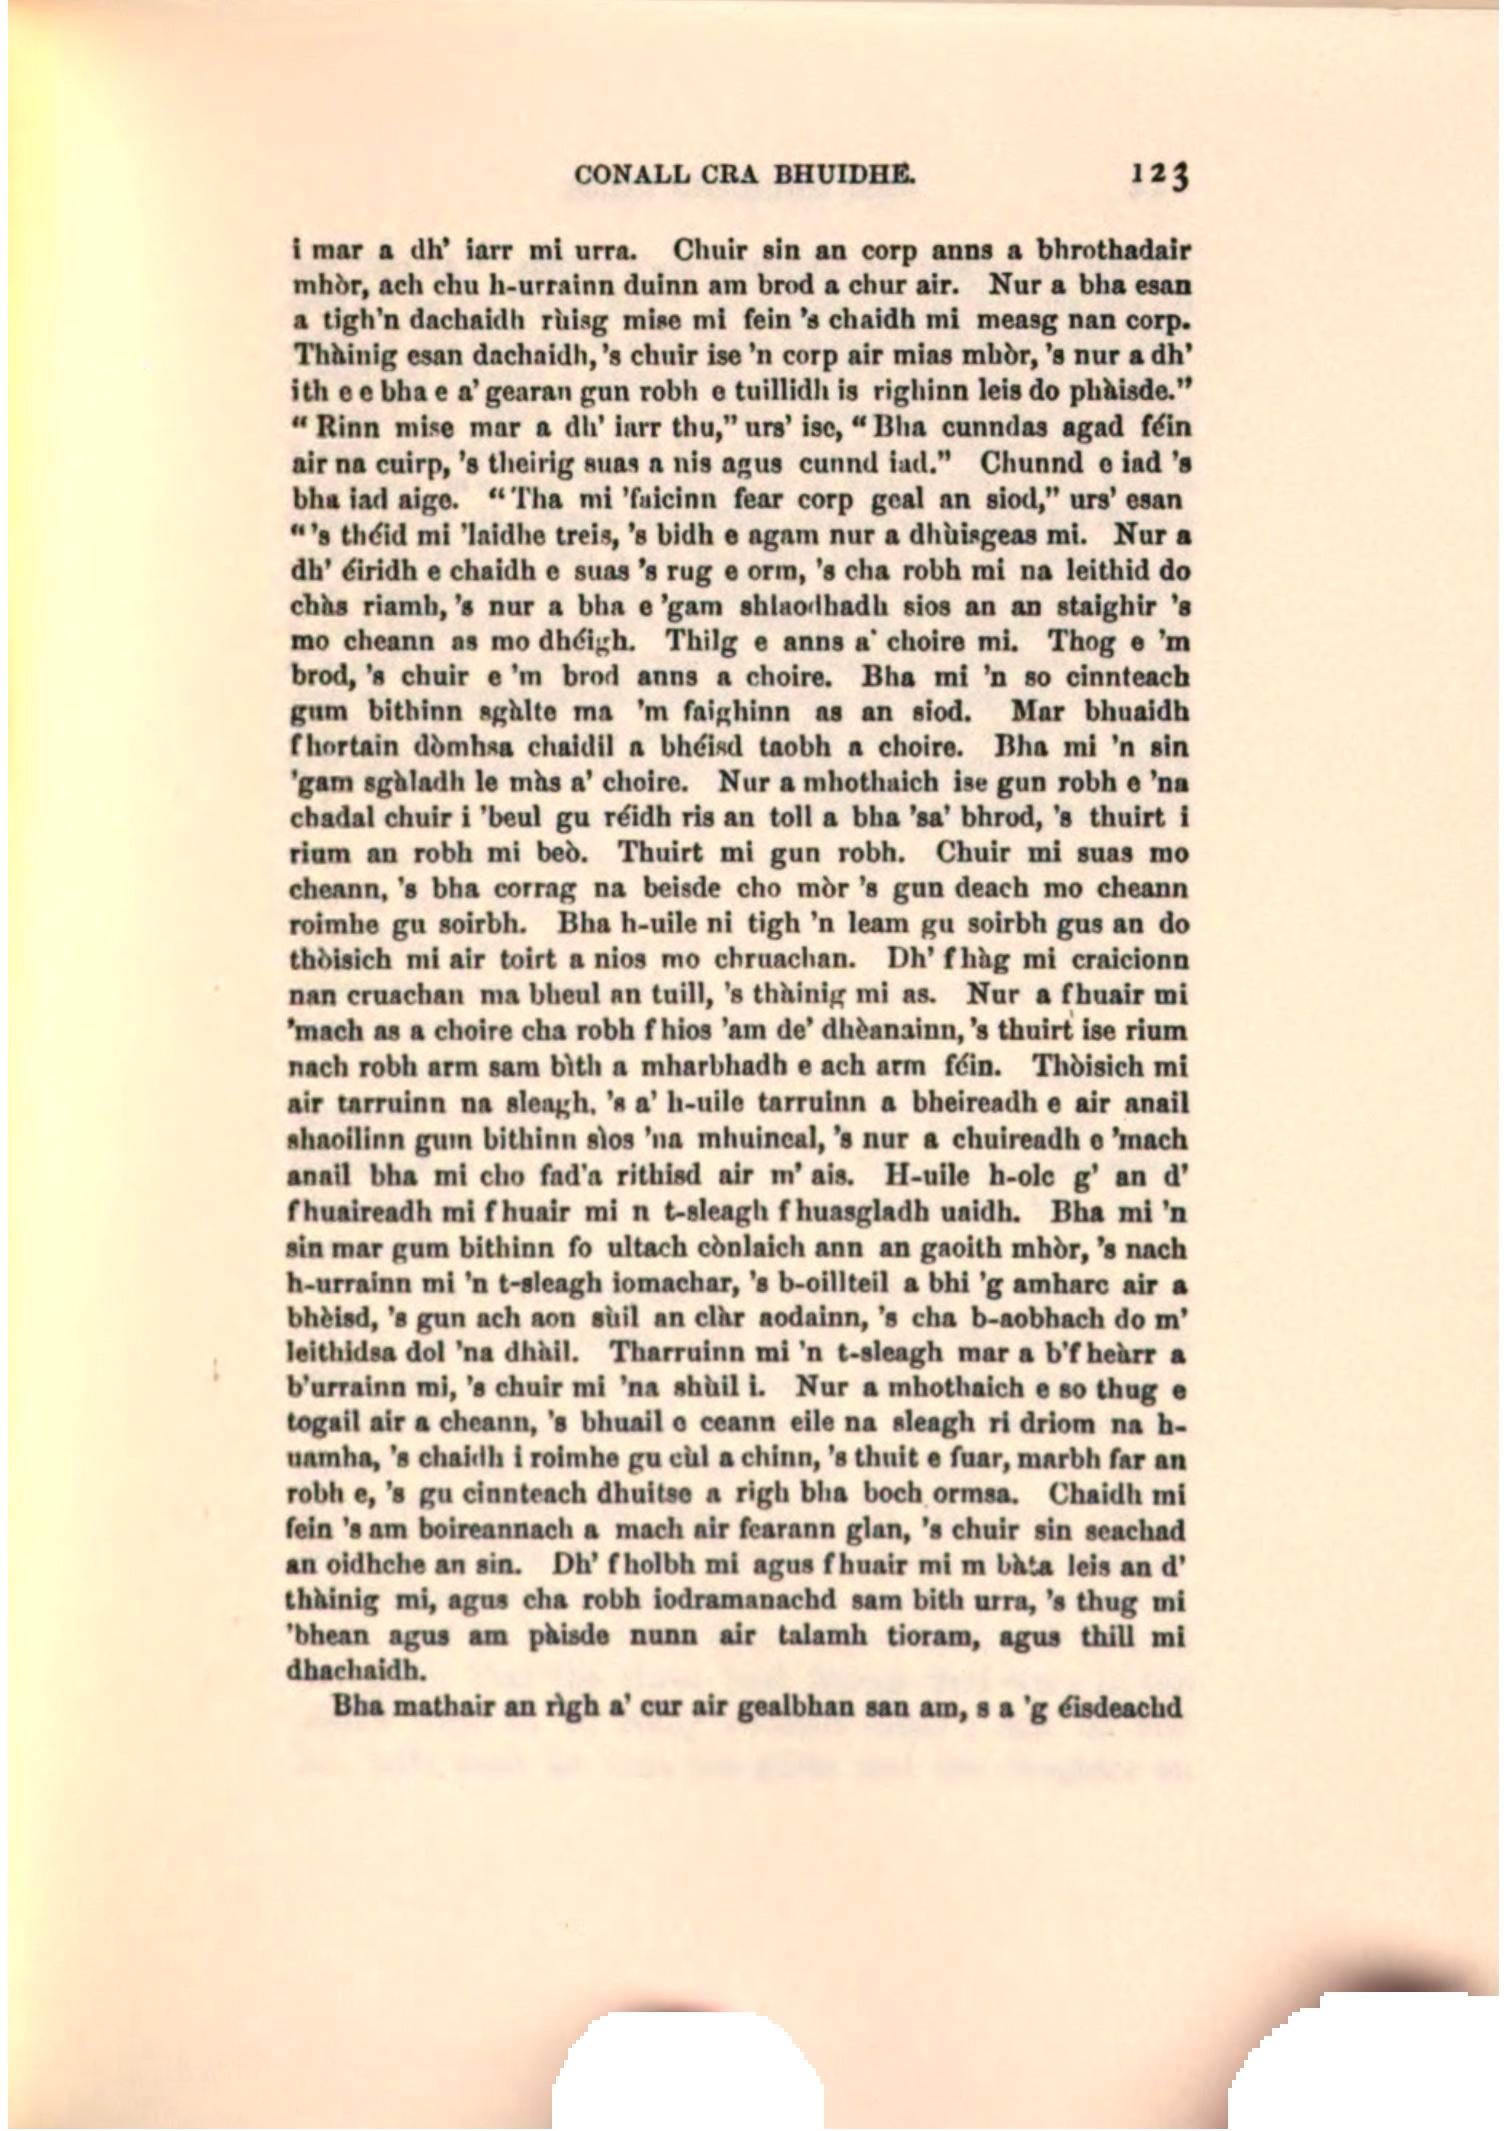 CONALL CRA BHUIDHE. 123
i mar a dh' iarr mi urra. Chuir sin an corp anns a bhrothadair
mhòr, ach chu h-urrainn duinn am brod a chur air. Nur a bha esan
a tigh'n dachaidh rùisg mise mi fein 's chaidh mi measg nan corp.
Thàinig esan dachaidh, 's chuir ise 'n corp air mias mhòr, 's nur a dh'
ith e e bha e a' gearan gun robh e tuillidh is righinn leis do phàisde."
"Rinn mise mar a dh' iarr thu," urs' ise, "Bha cunndas agad féin
air na cuirp, 's theirig suas a nis agus cunnd iad." Chunnd e iad 's
bha iad aige. "Tha mi 'faicinn fear corp geal an siod," urs' esan
"'s théid mi 'laidhe treis, 's bidh e agam nur a dhùisgeas mi. Nur a
dh' éiridh e chaidh e suas 's rug e orm, 's cha robh mi na leithid do
chàs riamh, 's nur a bha e 'gam shlaodhadh sios an an staighir 's
mo cheann as mo dhéigh. Thilg e anns a' choire mi. Thog e 'm
brod, 's chuir e 'm brod anns a choire. Bha mi 'n so cinnteach
gum bithinn sgàlte ma 'm faighinn as an siod. Mar bhuaidh
fhortain dòmhsa chaidil a bhéisd taobh a choire. Bha mi 'n sin
'gam sgàladh le màs a' choire. Nur a mhothaich ise gun robh e 'na
chadal chuir i 'beul gu réidh ris an toll a bha 'sa' bhrod, 's thuirt i
rium an robh mi beò. Thuirt mi gun robh. Chuir mi suas mo
cheann, 's bha corrag na beisde cho mòr 's gun deach mo cheann
roimhe gu soirbh. Bha h-uile ni tigh 'n leam gu soirbh gus an do
thòisich mi air toirt a nios mo chruachan. Dh' fhàg mi craicionn
nan cruachan ma bheul an tuill, 's thàinig mi as. Nur a fhuair mi
'mach as a choire cha robh fhios 'am de' dhèanainn, 's thuirt ise rium
nach robh arm sam bìth a mharbhadh e ach arm féin. Thòisich mi
air tarruinn na sleagh, 's a' h-uile tarruinn a bheireadh e air anail
shaoilinn gum bithinn sìos 'na mhuineal, 's nur a chuireadh e 'mach
anail bha mi cho fad'a rithisd air m' ais. H-uile h-olc g' an d'
fhuaireadh mi fhuair mi n t-sleagh fhuasgladh uaidh. Bha mi 'n
sin mar gum bithinn fo ultach cònlaich ann an gaoith mhòr, 's nach
h-urrainn mi 'n t-sleagh iomachar, 's b-oillteil a bhi 'g amharc air a
bhèisd, 's gun ach aon sùil an clàr aodainn, 's cha b-aobhach do m'
leithidsa dol 'na dhàil. Tharruinn mi 'n t-sleagh mar a b'fheàrr a
b'urrainn mi, 's chuir mi 'na shùil i. Nur a mhothaich e so thug e
togail air a cheann, 's bhuail e ceann eile na sleagh ri driom na h-
uamha, 's chaidh i roimhe gu cùl a chinn, 's thuit e fuar, marbh far an
robh e, 's gu cinnteach dhuitse a righ bha boch ormsa. Chaidh mi
fein 's am boireannach a mach air fearann glan, 's chuir sin seachad
an oidhche an sin. Dh' fholbh mi agus fhuair mi m bàta leis an d'
thàinig mi, agus cha robh iodramanachd sam bith urra, 's thug mi
'bhean agus am pàisde nunn air talamh tioram, agus thill mi
dhachaidh.
Bha mathair an rìgh a' cur air gealbhan san am, s a 'g éisdeachd